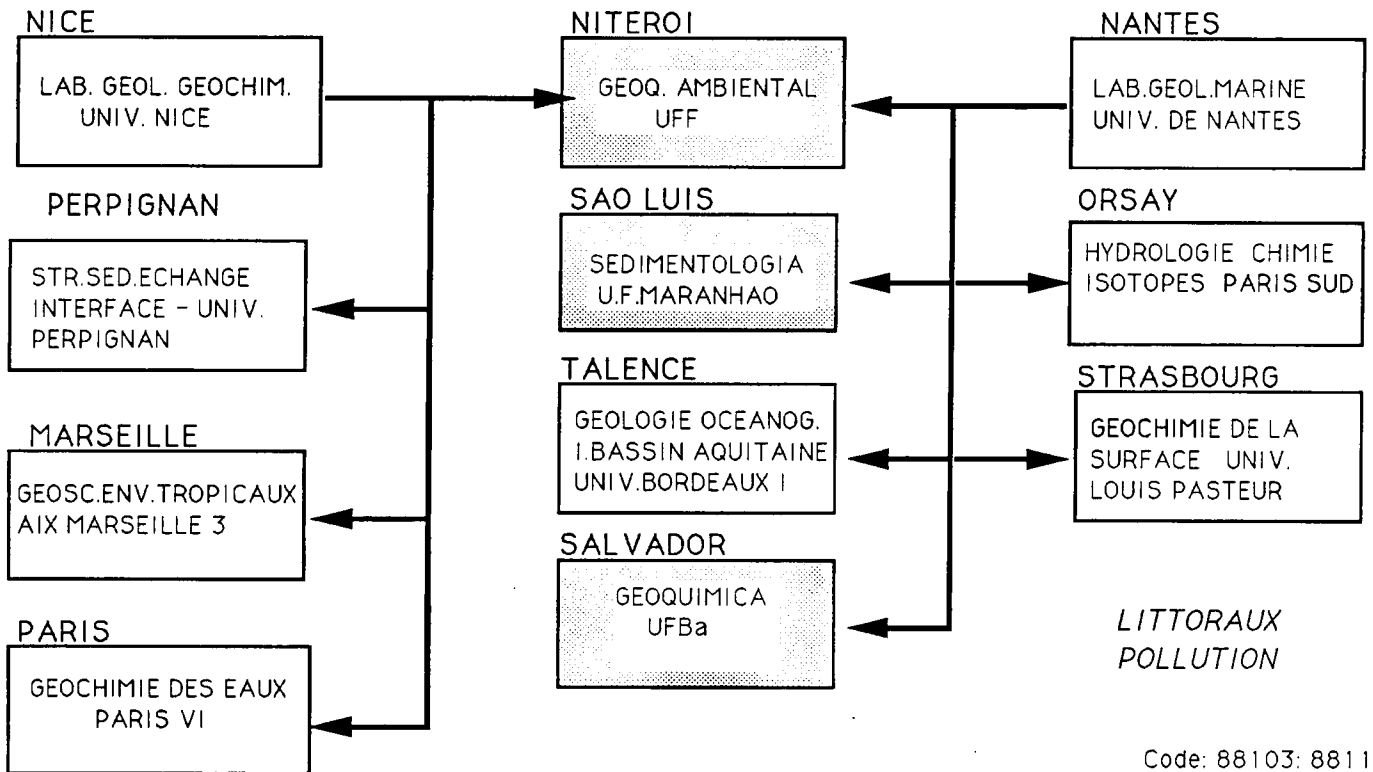 NICE
LAB. GEOL. GEOCHIM.
UNIV. NICE
PERPIGNAN
STR.SED.ECHANGE
INTERFACE - UNIV.
PERPIGNAN
MARSEILLE
GEOSC.ENV.TROPICAUX
AIX MARSEILLE 3
PARIS
GEOCHIMIE DES EAUX
PARIS VI
NITEROI
GEOQ. AMBIENTAL
UFF
SAO LUIS
SEDIMENTOLOGIA
U.F.MARANHAO
TALENCE
GEOLOGIE OCEANOG.
I.BASSIN AQUITAINE
UNIV.BORDEAUX I
SALVADOR
GEOQUIMICA
UFBa
NANTES
LAB.GEOL.MARINE
UNIV. DE NANTES
ORSAY
HYDROLOGIE CHIMIE
ISOTOPES PARIS SUD
STRASBOURG
GEOCHIMIE DE LA
SURFACE UNIV.
LOUIS PASTEUR
LITTORAUX
POLLUTION
Code: 88103: 8811